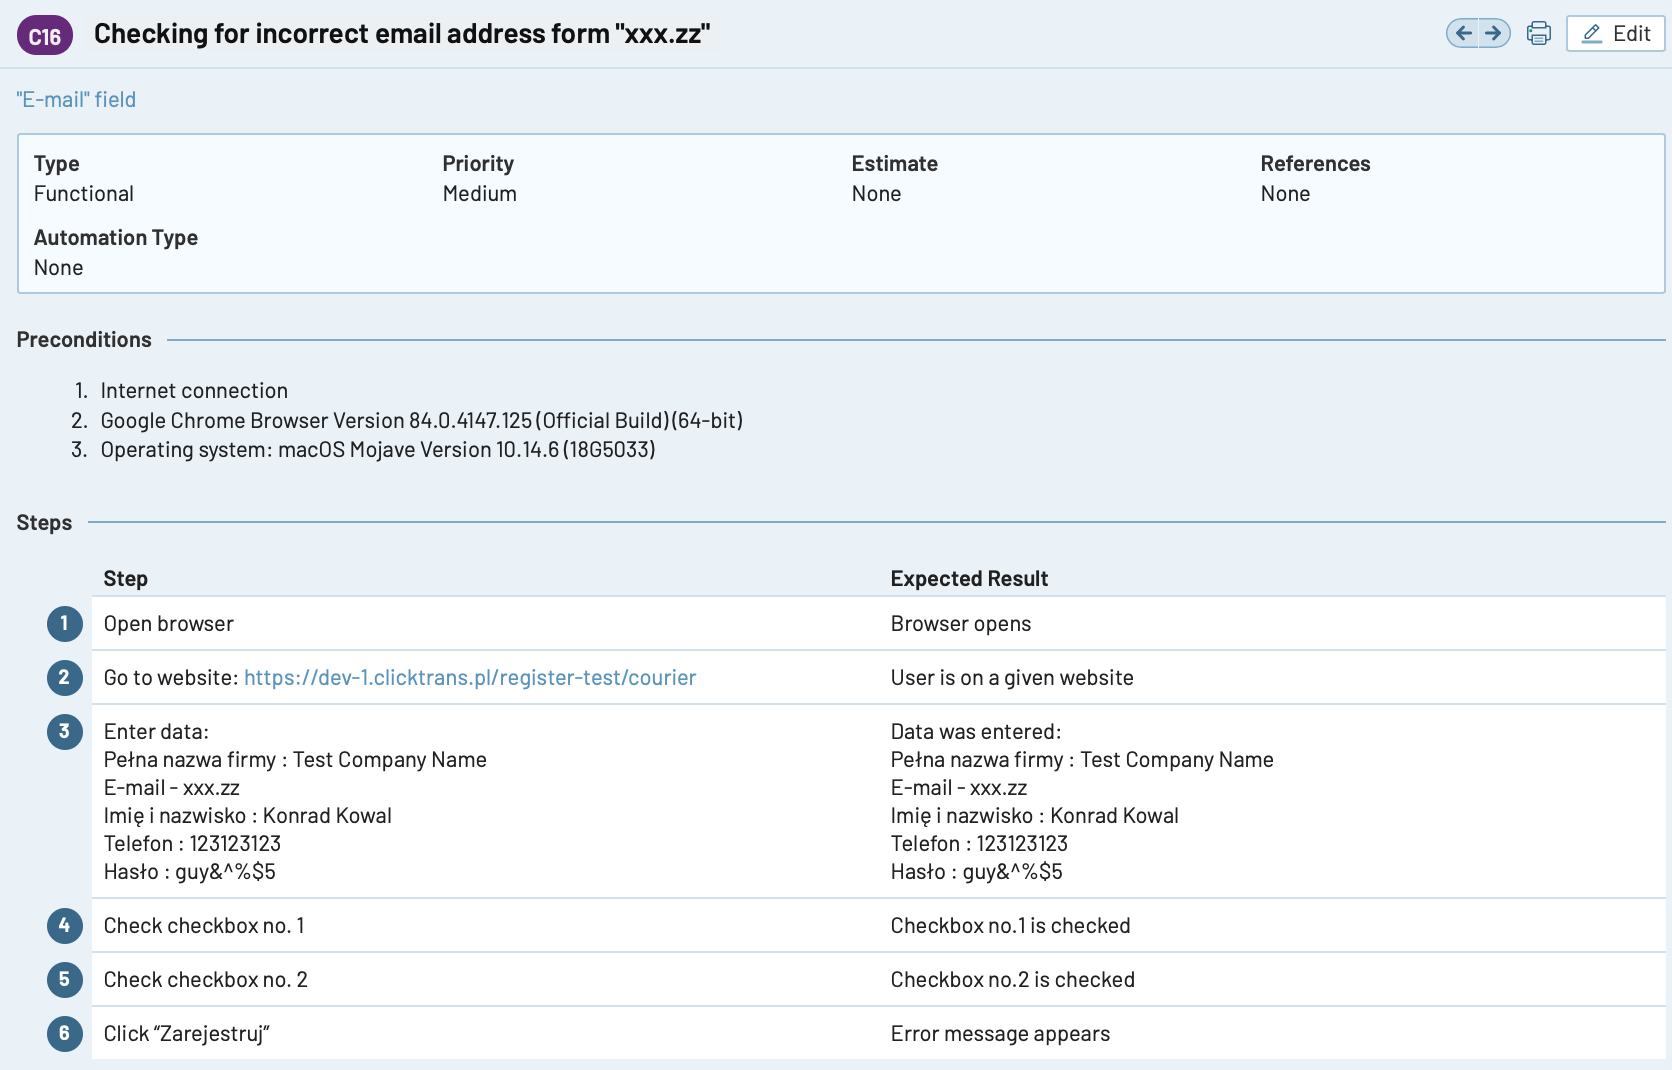 C16 Checking for incorrect email address form "xxx.zz" Edit
"E-mail" field
Type Priority Estimate References
Functional Medium None None
Automation Type
None
Preconditions
1. Internet connection
2. Google Chrome Browser Version 84.0.4147.125 (Official Build) (64-bit)
3. Operating system: macOS Mojave Version 10.14.6 (18G5033)
Steps
Step Expected Result
1 Open browser Browser opens
2 Go to website: https://dev-1.clicktrans.pl/register-test/courier User is on a given website
3 Enter data: Data was entered:
Pełna nazwa firmy : Test Company Name Pełna nazwa firmy : Test Company Name
E-mail - xxx.zz E-mail - xxx.zz
Imię i nazwisko : Konrad Kowal Imię i nazwisko : Konrad Kowal
Telefon : 123123123 Telefon : 123123123
Hasło : guy&^%$5 Hasło : guy&^%$5
4 Check checkbox no. 1 Checkbox no.1 is checked
5 Check checkbox no. 2 Checkbox no.2 is checked
6 Click “Zarejestruj” Error message appears